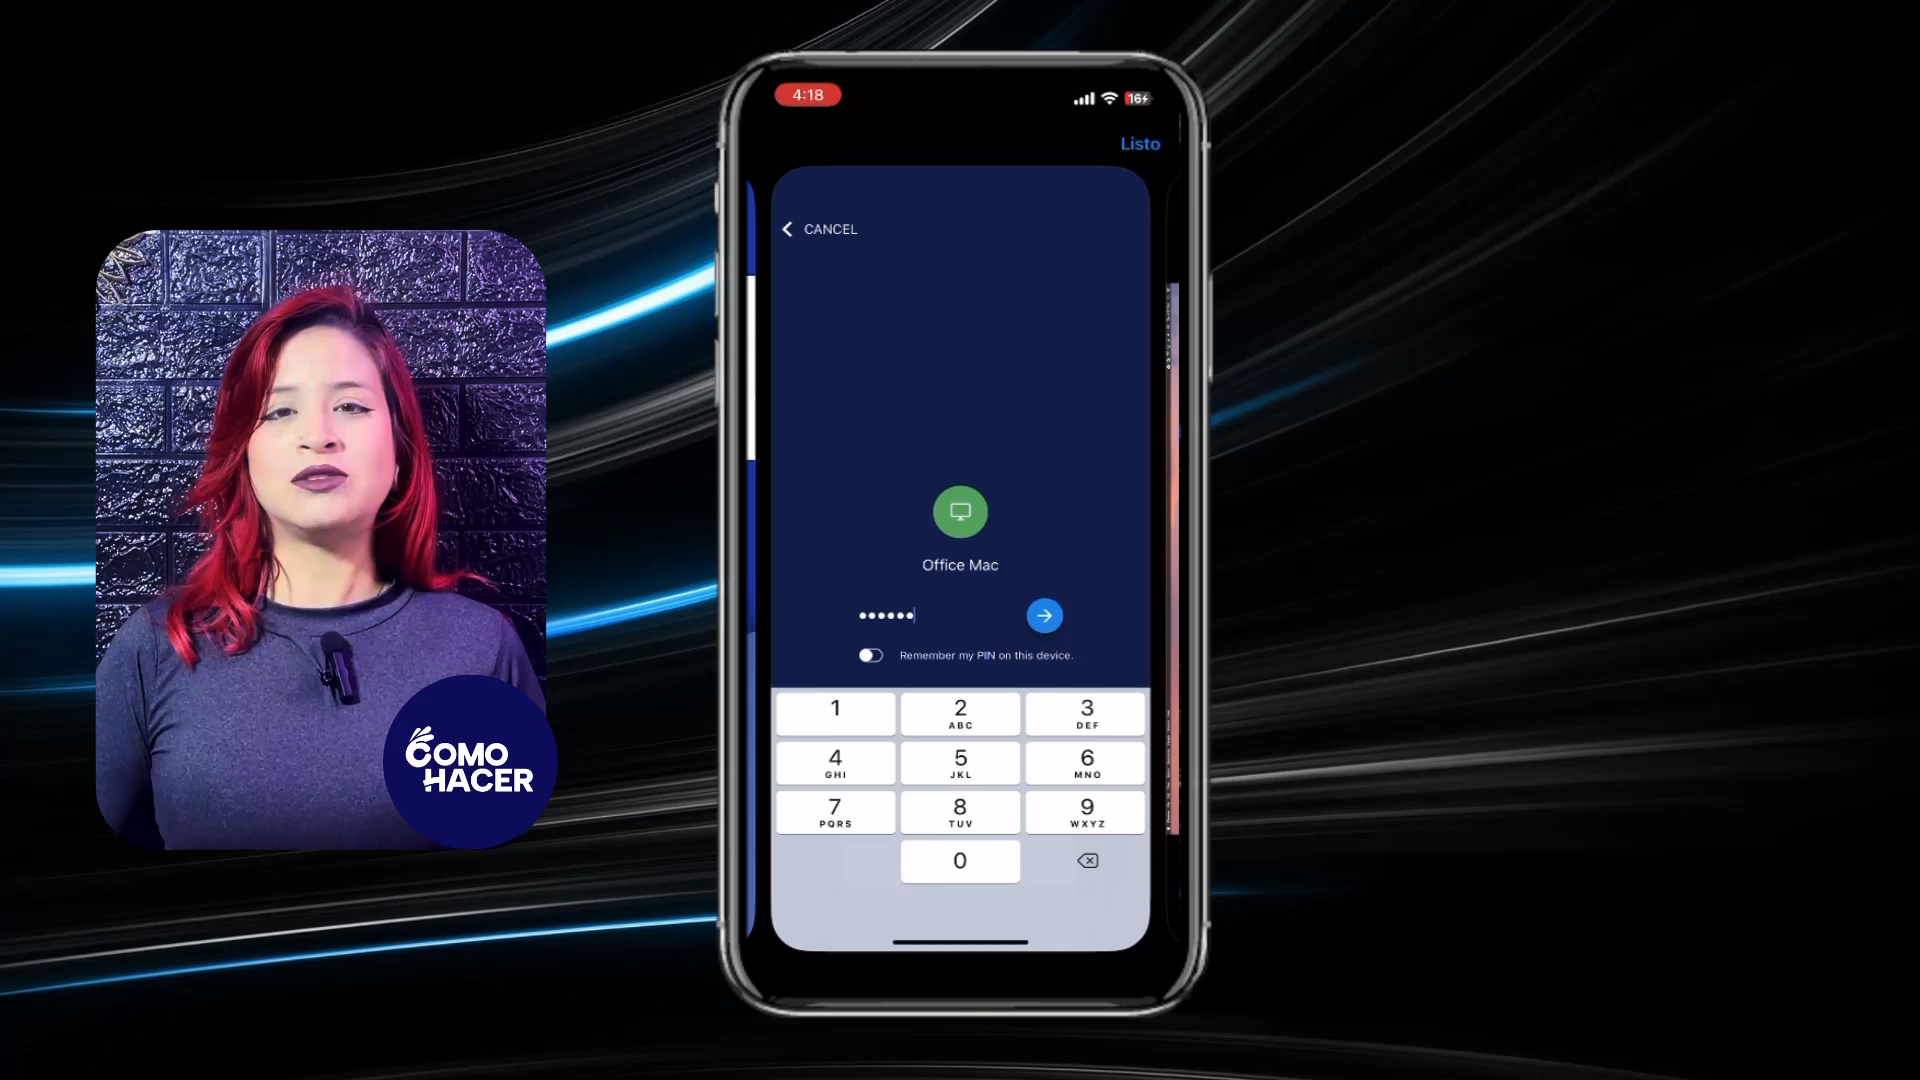 4:18
16
Listo
CANCEL
Office Mac
••••••
Remember my PIN on this device.
1
2
ABC
3
DEF
4
GHI
5
JKL
6
MNO
7
PQRS
8
TUV
9
WXYZ
0
COMO
HACER